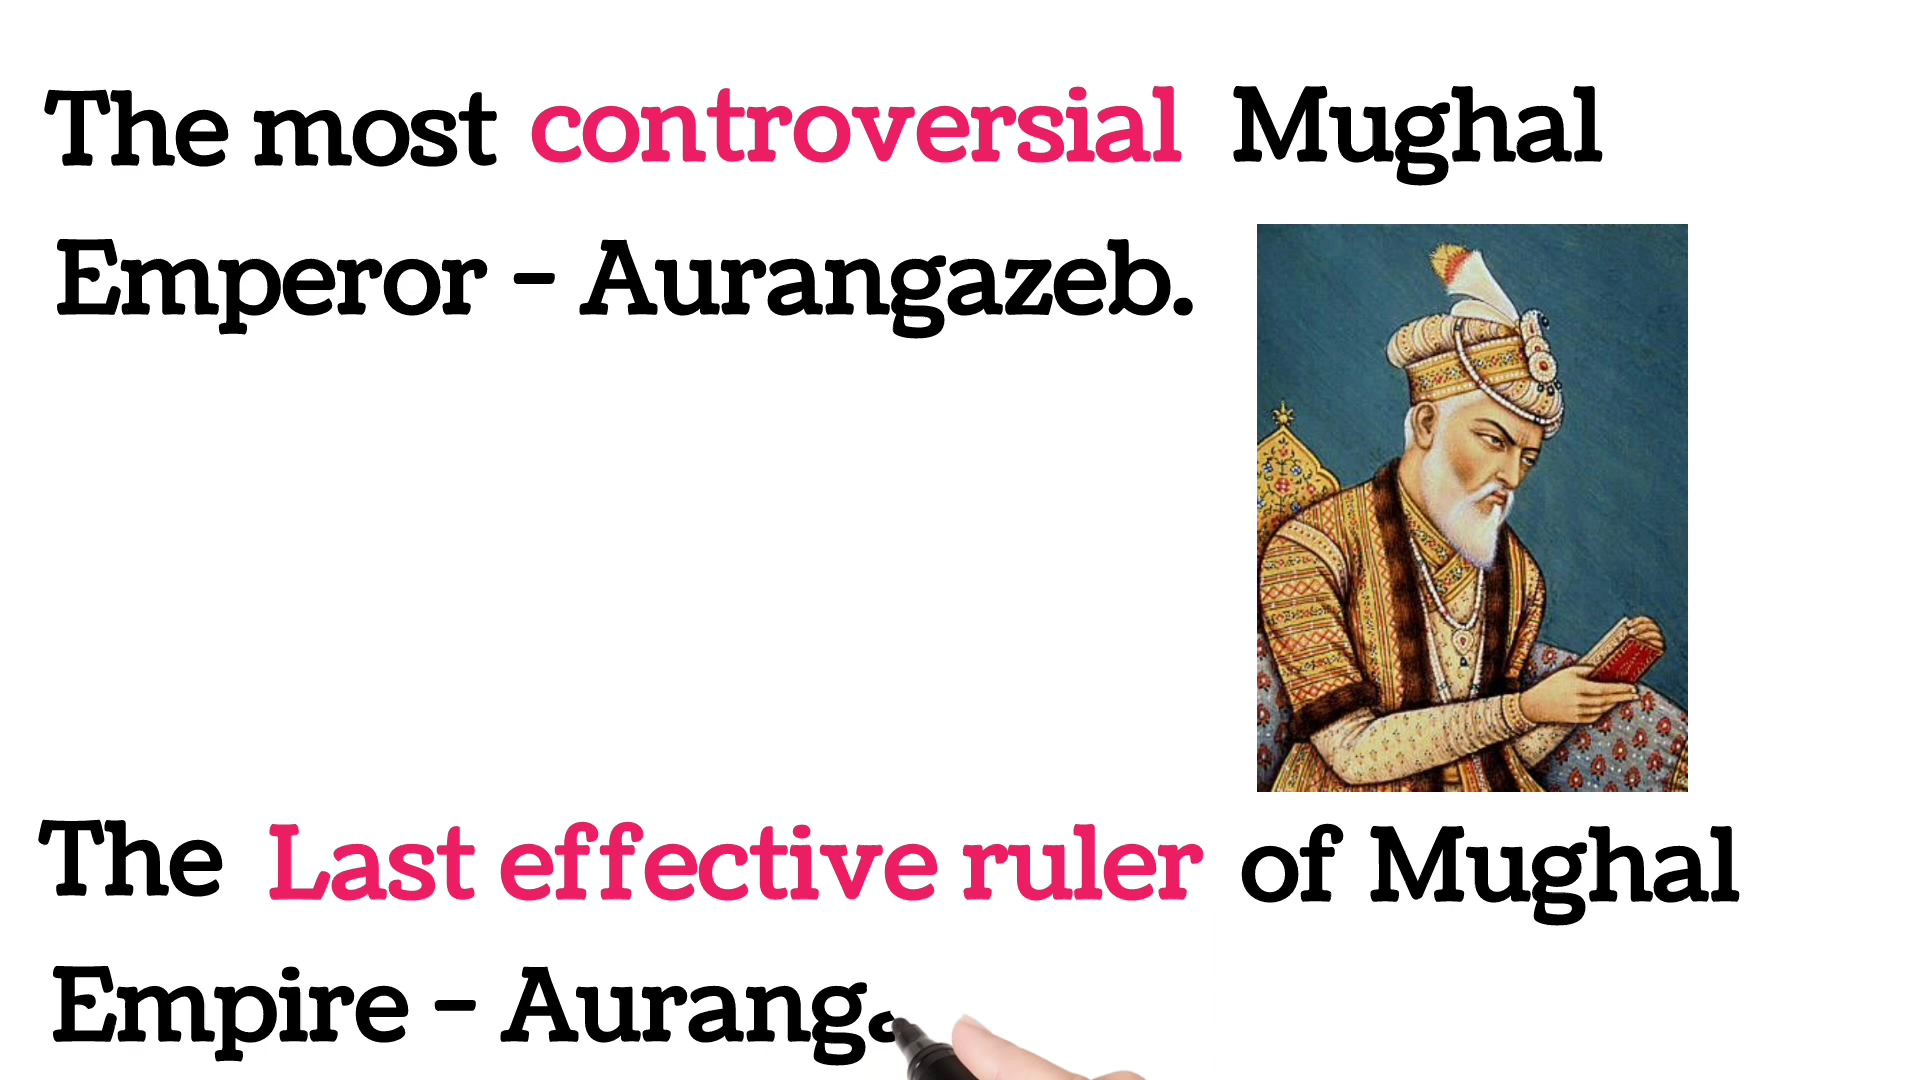 The most controversial Mughal
Emperor - Aurangazeb.
The Last effective ruler of Mughal
Empire - Aurang